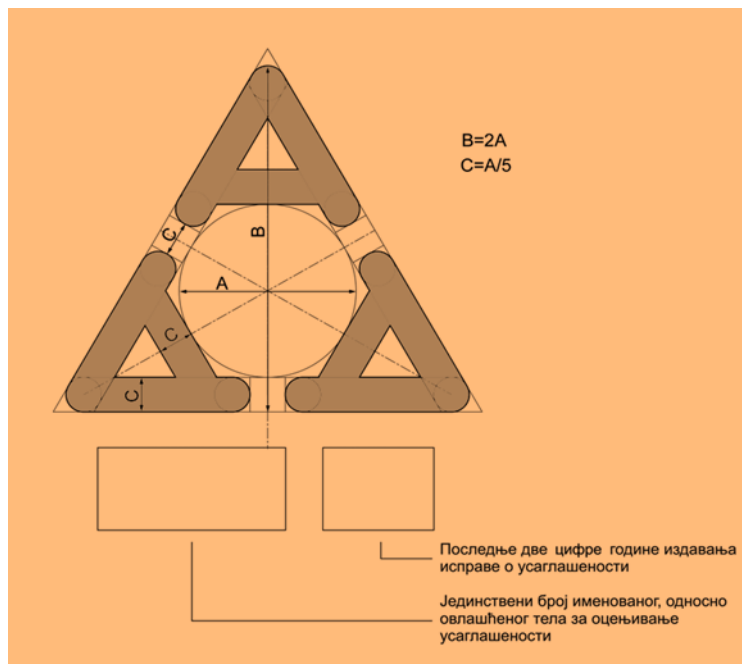 B=2A
C=A/5
C
B
A
C
C
Последње две цифре године издавања
исправе о усаглашености
Јединствени број именованог, односно
овлашћеног тела за оцењивање
усаглашености